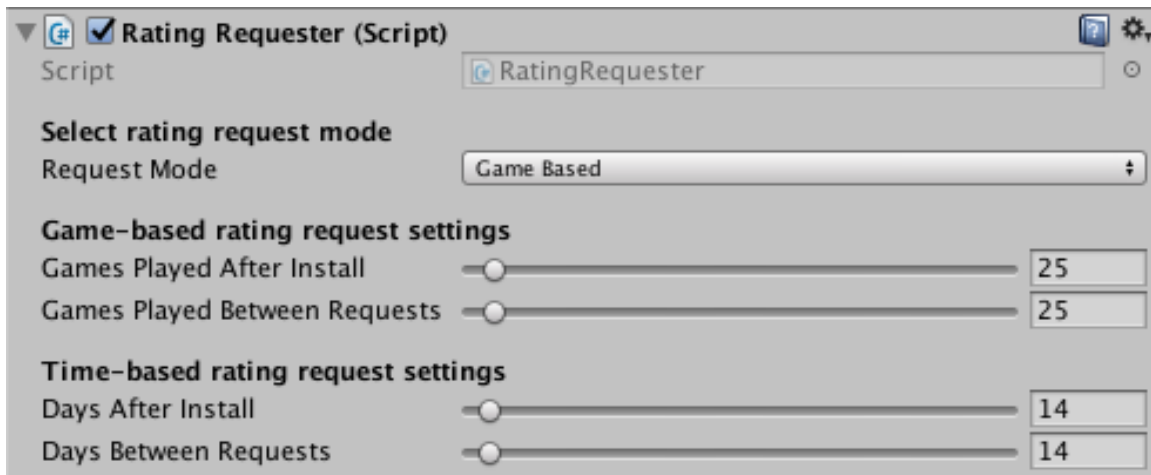 Rating Requester (Script)
Script RatingRequester
Select rating request mode
Request Mode Game Based
Game-based rating request settings
Games Played After Install 25
Games Played Between Requests 25
Time-based rating request settings
Days After Install 14
Days Between Requests 14